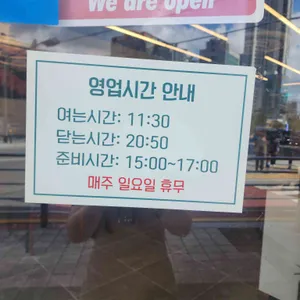 We are open
영업시간 안내
여는시간: 11:30
닫는시간: 20:50
준비시간: 15:00~17:00
매주 일요일 휴무